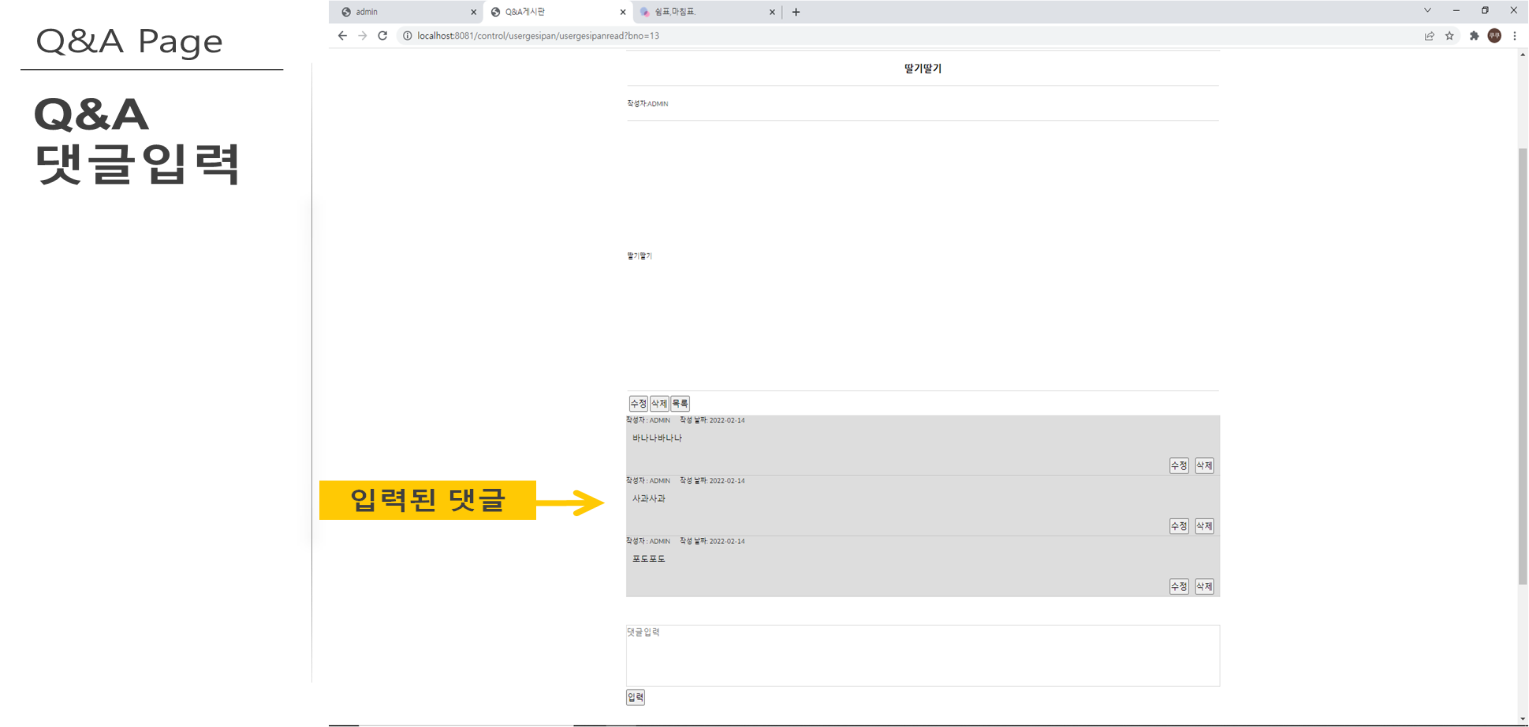 Q&A Page
Q&A
댓글입력
admin
Q&A게시판
쉼표,마침표.
localhost:8081/control/usergesipan/usergesipanread?bno=13
딸기딸기
작성자:ADMIN
딸기딸기
수정 삭제 목록
작성자 : ADMIN 작성 날짜: 2022-02-14
바나나바나나
수정 삭제
작성자 : ADMIN 작성 날짜: 2022-02-14
입력된 댓글
사과사과
수정 삭제
작성자 : ADMIN 작성 날짜: 2022-02-14
포도포도
수정 삭제
댓글입력
입력